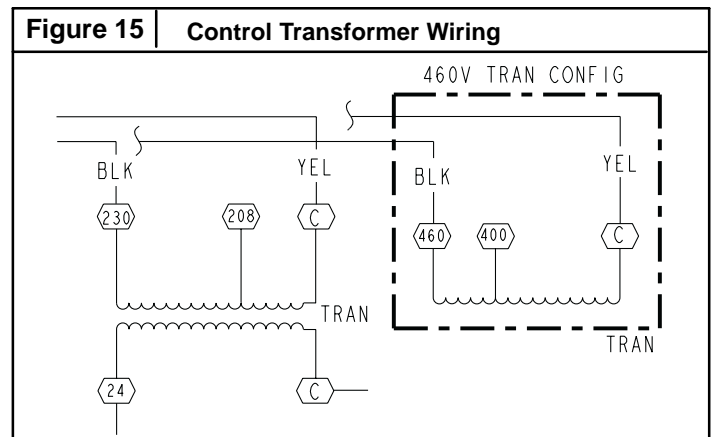 Figure 15 Control Transformer Wiring
460V TRAN CONFIG
BLK YEL BLK YEL
230 208 C 460 400 C
TRAN
TRAN
24 C